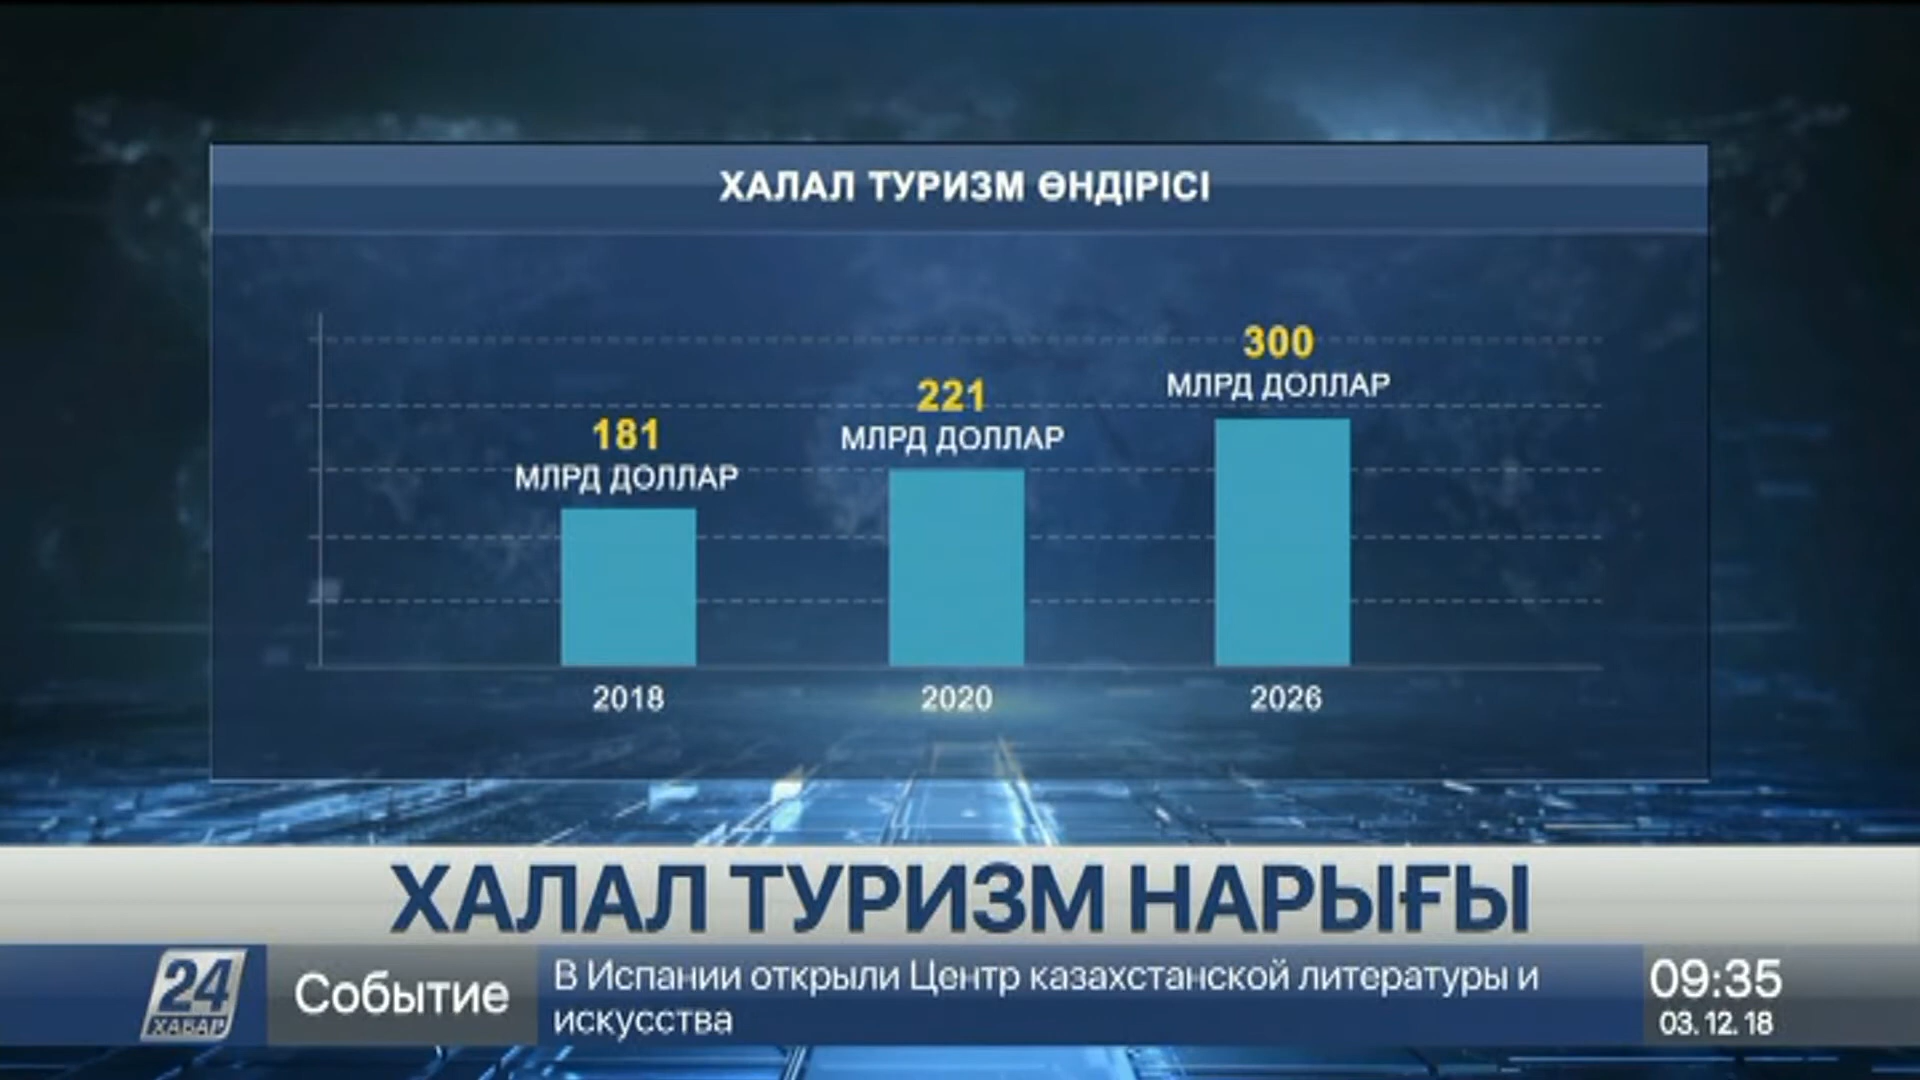 ХАЛАЛ ТУРИЗМ ӨНДІРІСІ
300
МЛРД ДОЛЛАР
221
МЛРД ДОЛЛАР
181
МЛРД ДОЛЛАР
2018
2020
2026
ХАЛАЛ ТУРИЗМ НАРЫҒЫ
24
ХАБАР
Событие
В Испании открыли Центр казахстанской литературы и
искусства
09:35
03.12.18